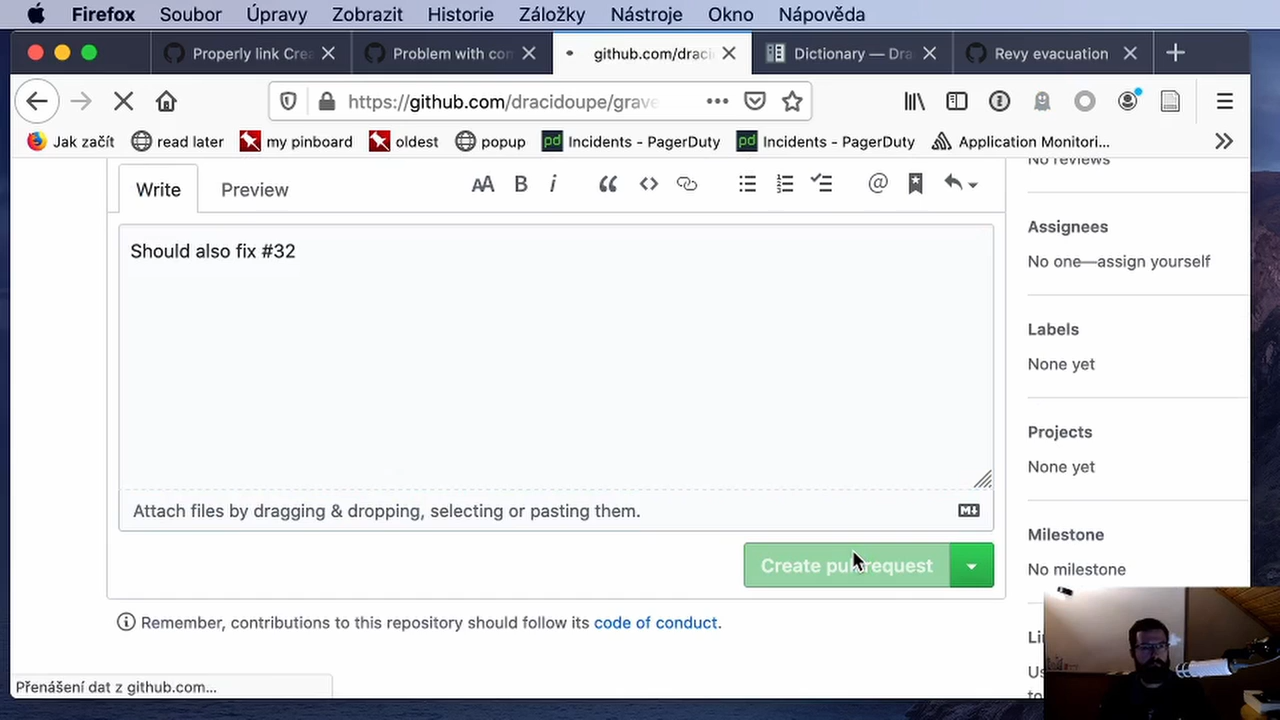 Firefox Soubor Úpravy Zobrazit Historie Záložky Nástroje Okno Nápověda
Properly link Crea Problem with con github.com/draci Dictionary — Dra Revy evacuation
https://github.com/dracidoupe/grave
Jak začít read later my pinboard oldest popup Incidents - PagerDuty Incidents - PagerDuty Application Monitori...
No reviews
Write Preview
Should also fix #32
Assignees
No one—assign yourself
Labels
None yet
Projects
None yet
Attach files by dragging & dropping, selecting or pasting them.
Milestone
No milestone
Create pull request
Remember, contributions to this repository should follow its code of conduct.
Přenášení dat z github.com...